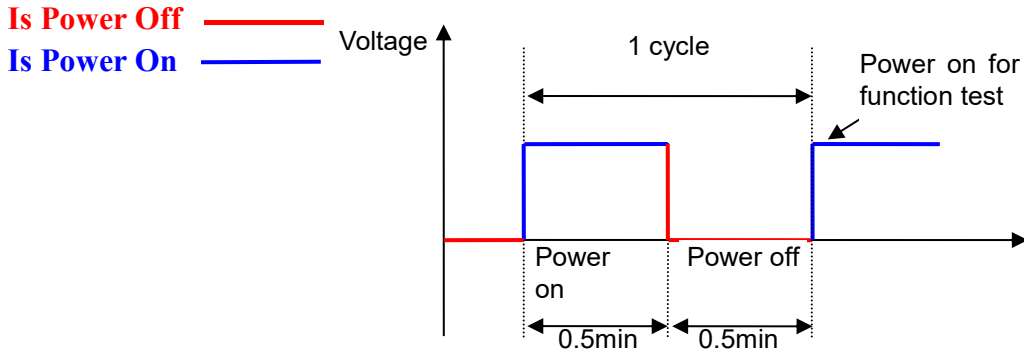 Is Power Off
Is Power On
Voltage
1 cycle
Power on for
function test
Power
on
Power off
0.5min
0.5min